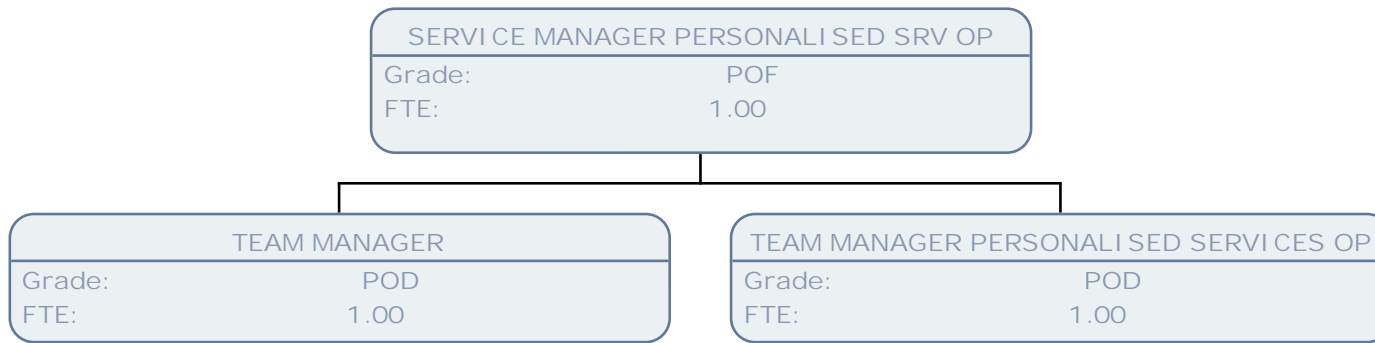 SERVICE MANAGER PERSONALISED SRV OP
Grade: POF
FTE: 1.00
TEAM MANAGER
Grade: POD
FTE: 1.00
TEAM MANAGER PERSONALISED SERVICES OP
Grade: POD
FTE: 1.00